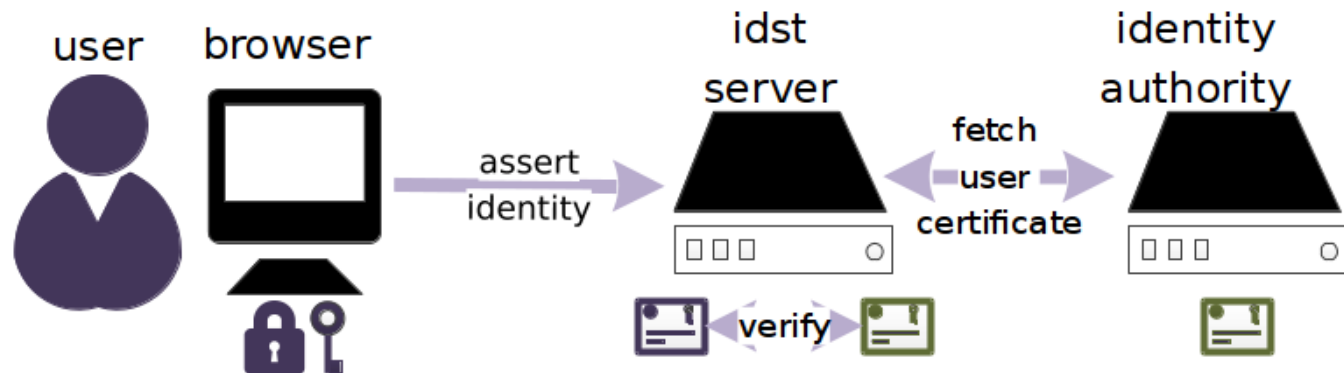 user
browser
idst
server
identity
authority
assert
identity
fetch
user
certificate
verify